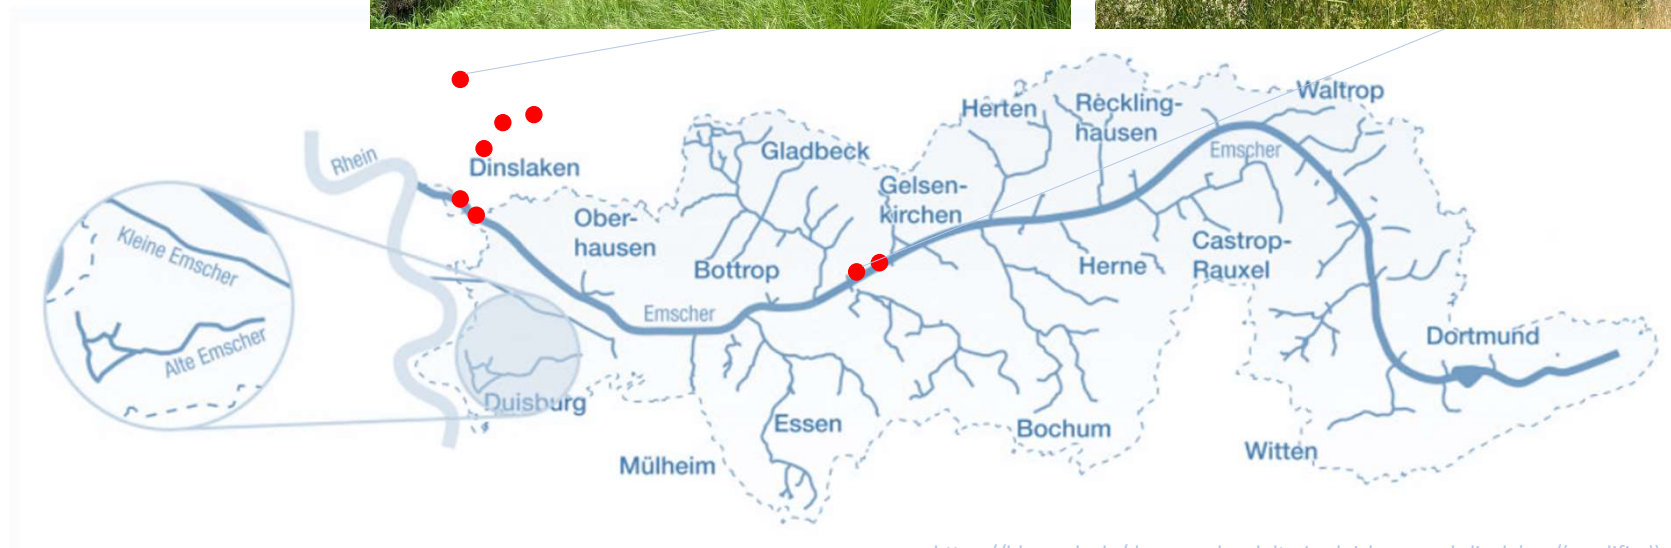 Waltrop
Herten
Reckling-
hausen
Emscher
Rhein
Dinslaken
Gladbeck
Gelsen-
kirchen
Ober-
hausen
Castrop-
Rauxel
Kleine Emscher
Bottrop
Herne
Emscher
Alte Emscher
Dortmund
Duisburg
Essen
Bochum
Mülheim
Witten